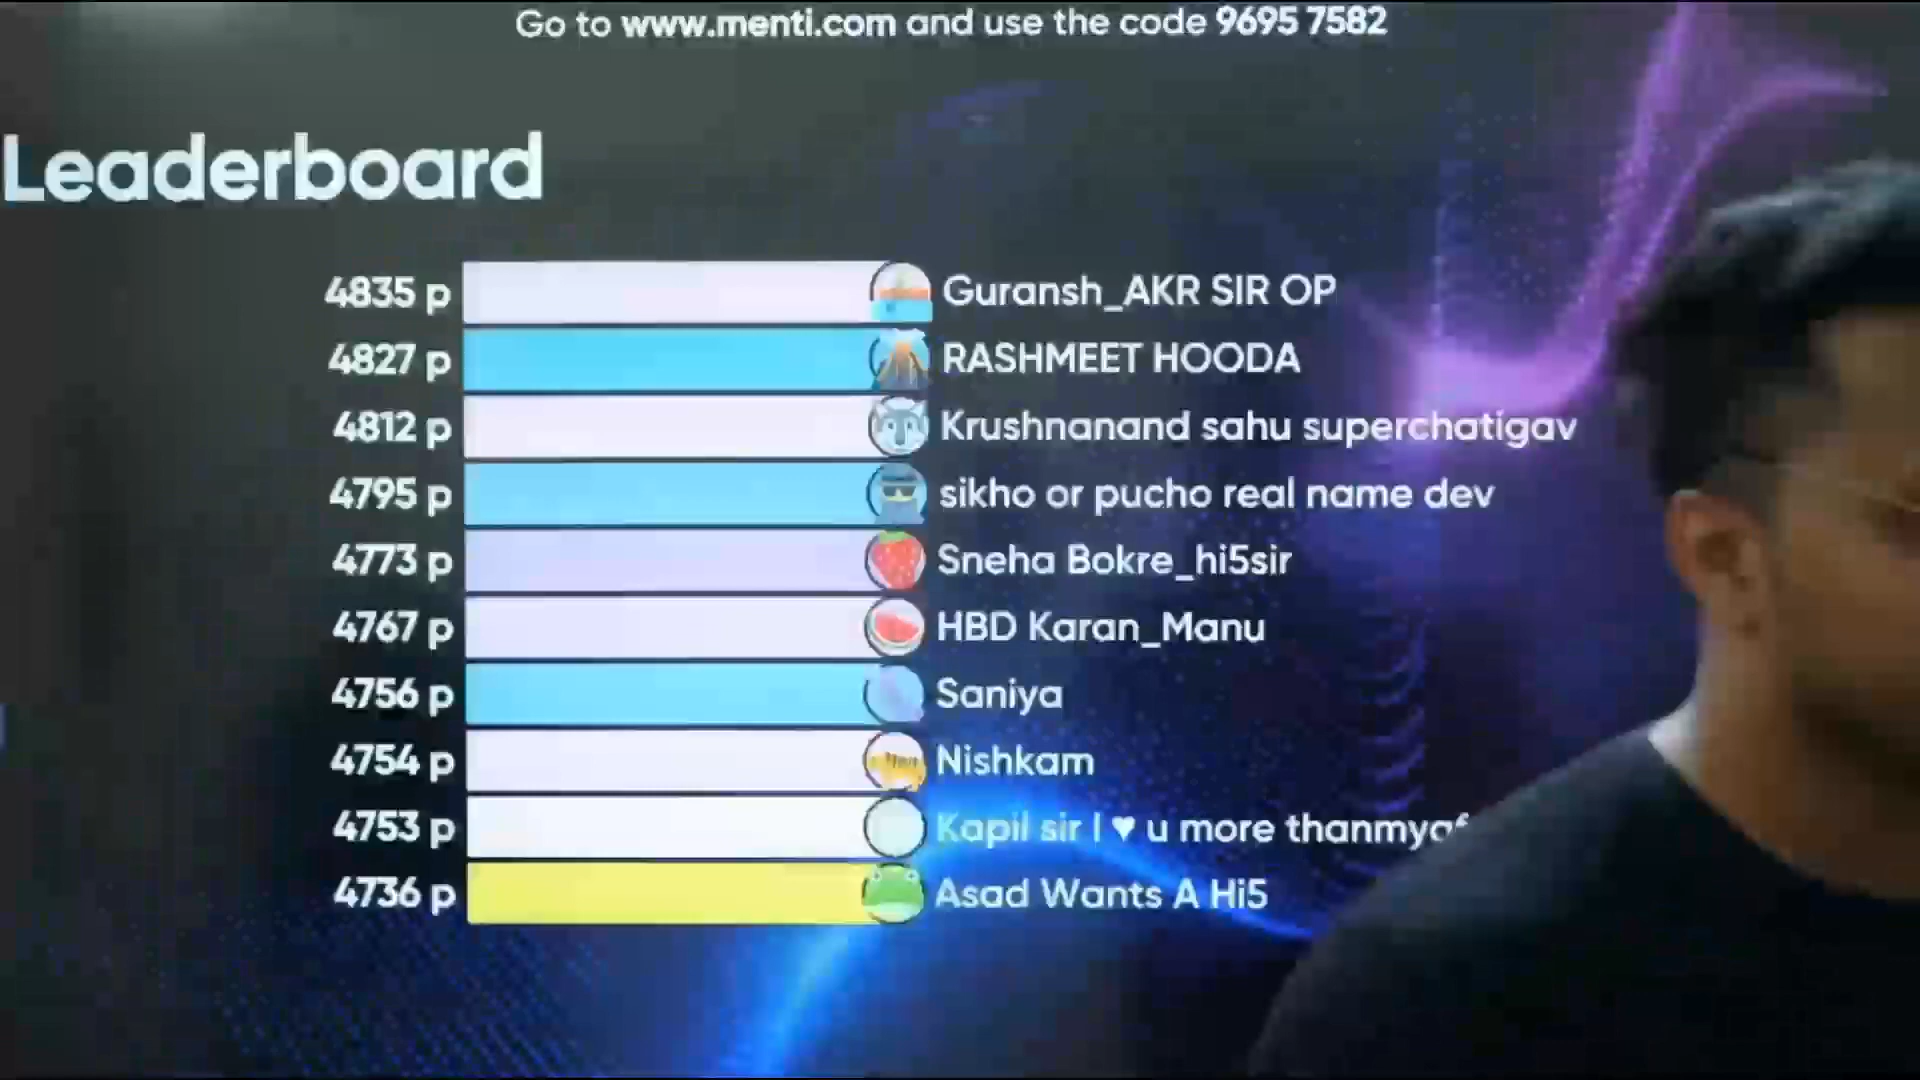 Go to www.menti.com and use the code 9695 7582
Leaderboard
4835 p Guransh_AKR SIR OP
4827 p RASHMEET HOODA
4812 p Krushnanand sahu superchatigav
4795 p sikho or pucho real name dev
4773 p Sneha Bokre_hi5sir
4767 p HBD Karan_Manu
4756 p Saniya
4754 p Nishkam
4753 p Kapil sir I ♥ u more
4736 p Asad Wants A Hi5